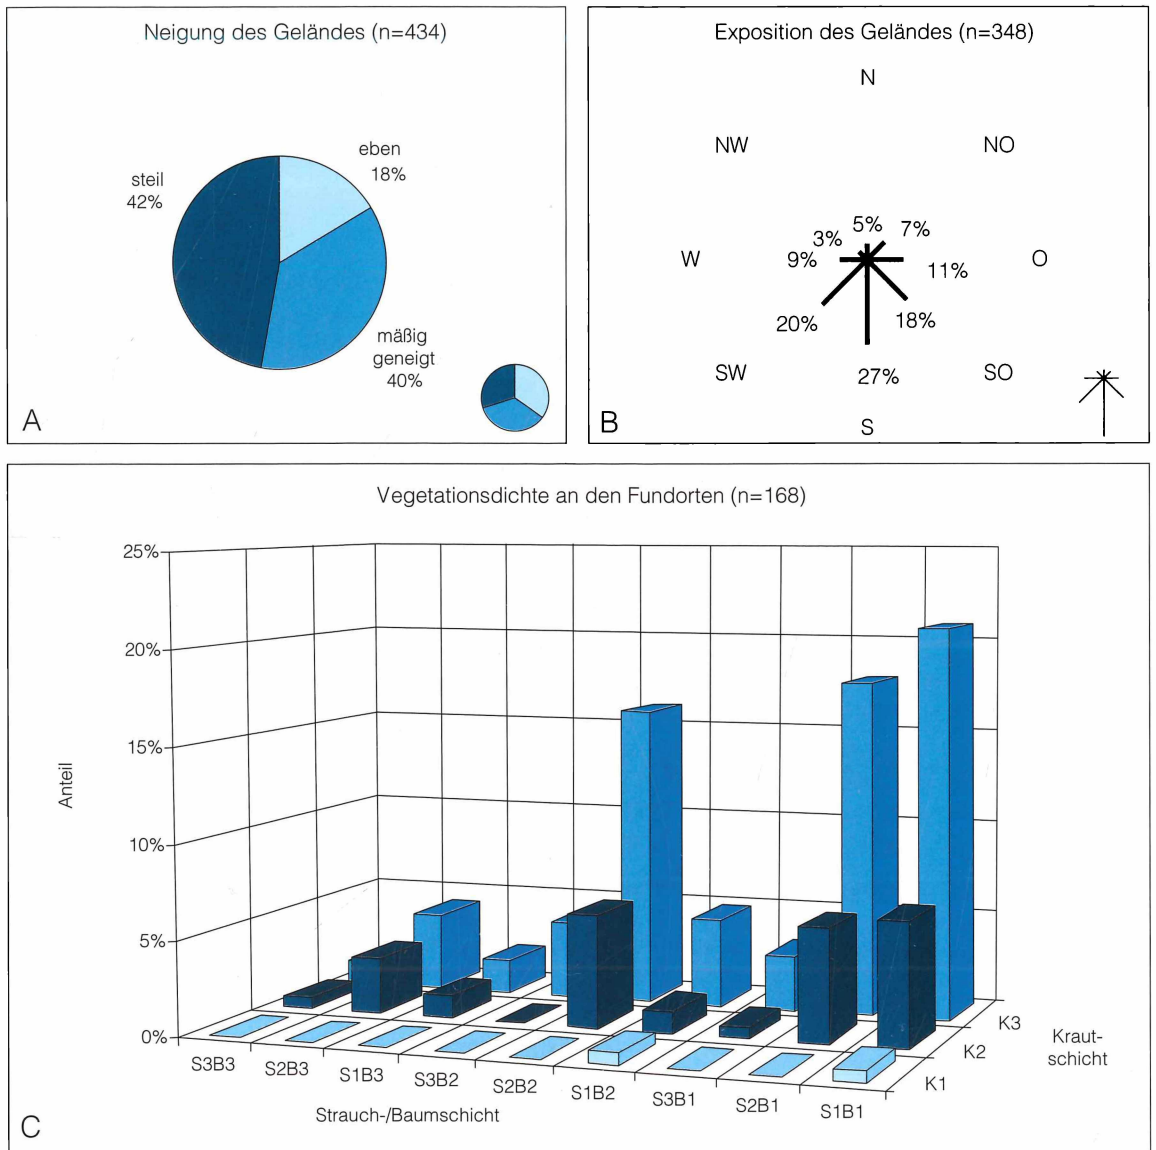 Neigung des Geländes (n=434)
eben
18%
steil
42%
mäßig
geneigt
40%
A
Exposition des Geländes (n=348)
N
NW
NO
5%
7%
3%
W
9%
11%
O
20%
18%
SW
27%
SO
S
B
Vegetationsdichte an den Fundorten (n=168)
25%
20%
15%
10%
5%
0%
Anteil
S3B3
S2B3
S1B3
S3B2
S2B2
S1B2
S3B1
S2B1
S1B1
K1
K2
K3
Kraut-
schicht
Strauch-/Baumschicht
C